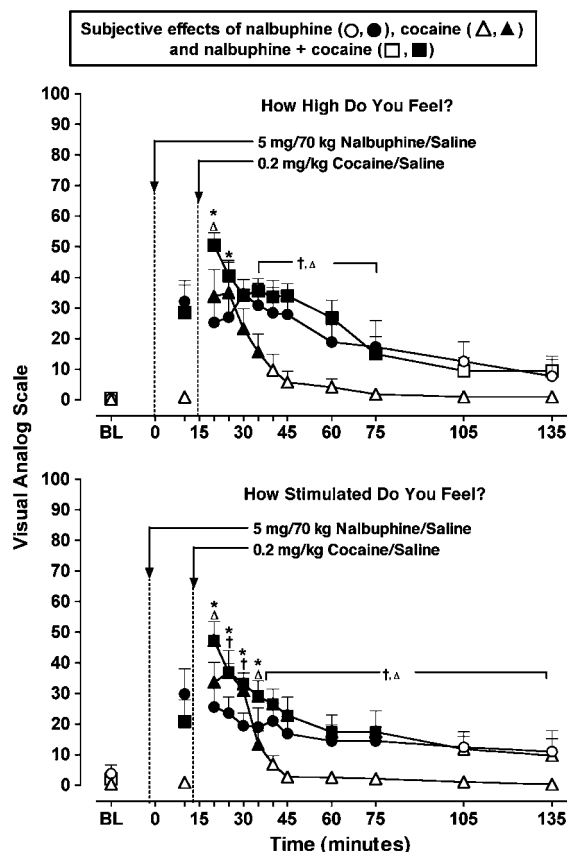 Subjective effects of nalbuphine (○, ●), cocaine (△, ▲)
and nalbuphine + cocaine (□, ■)
Visual Analog Scale
How High Do You Feel?
5 mg/70 kg Nalbuphine/Saline
0.2 mg/kg Cocaine/Saline
100
90
80
70
60
50
40
30
20
10
0
*
Δ
*
†,Δ
BL 0 15 30 45 60 75 105 135
How Stimulated Do You Feel?
5 mg/70 kg Nalbuphine/Saline
0.2 mg/kg Cocaine/Saline
100
90
80
70
60
50
40
30
20
10
0
*
Δ
*
†
*
†
*
Δ
†,Δ
BL 0 15 30 45 60 75 105 135
Time (minutes)